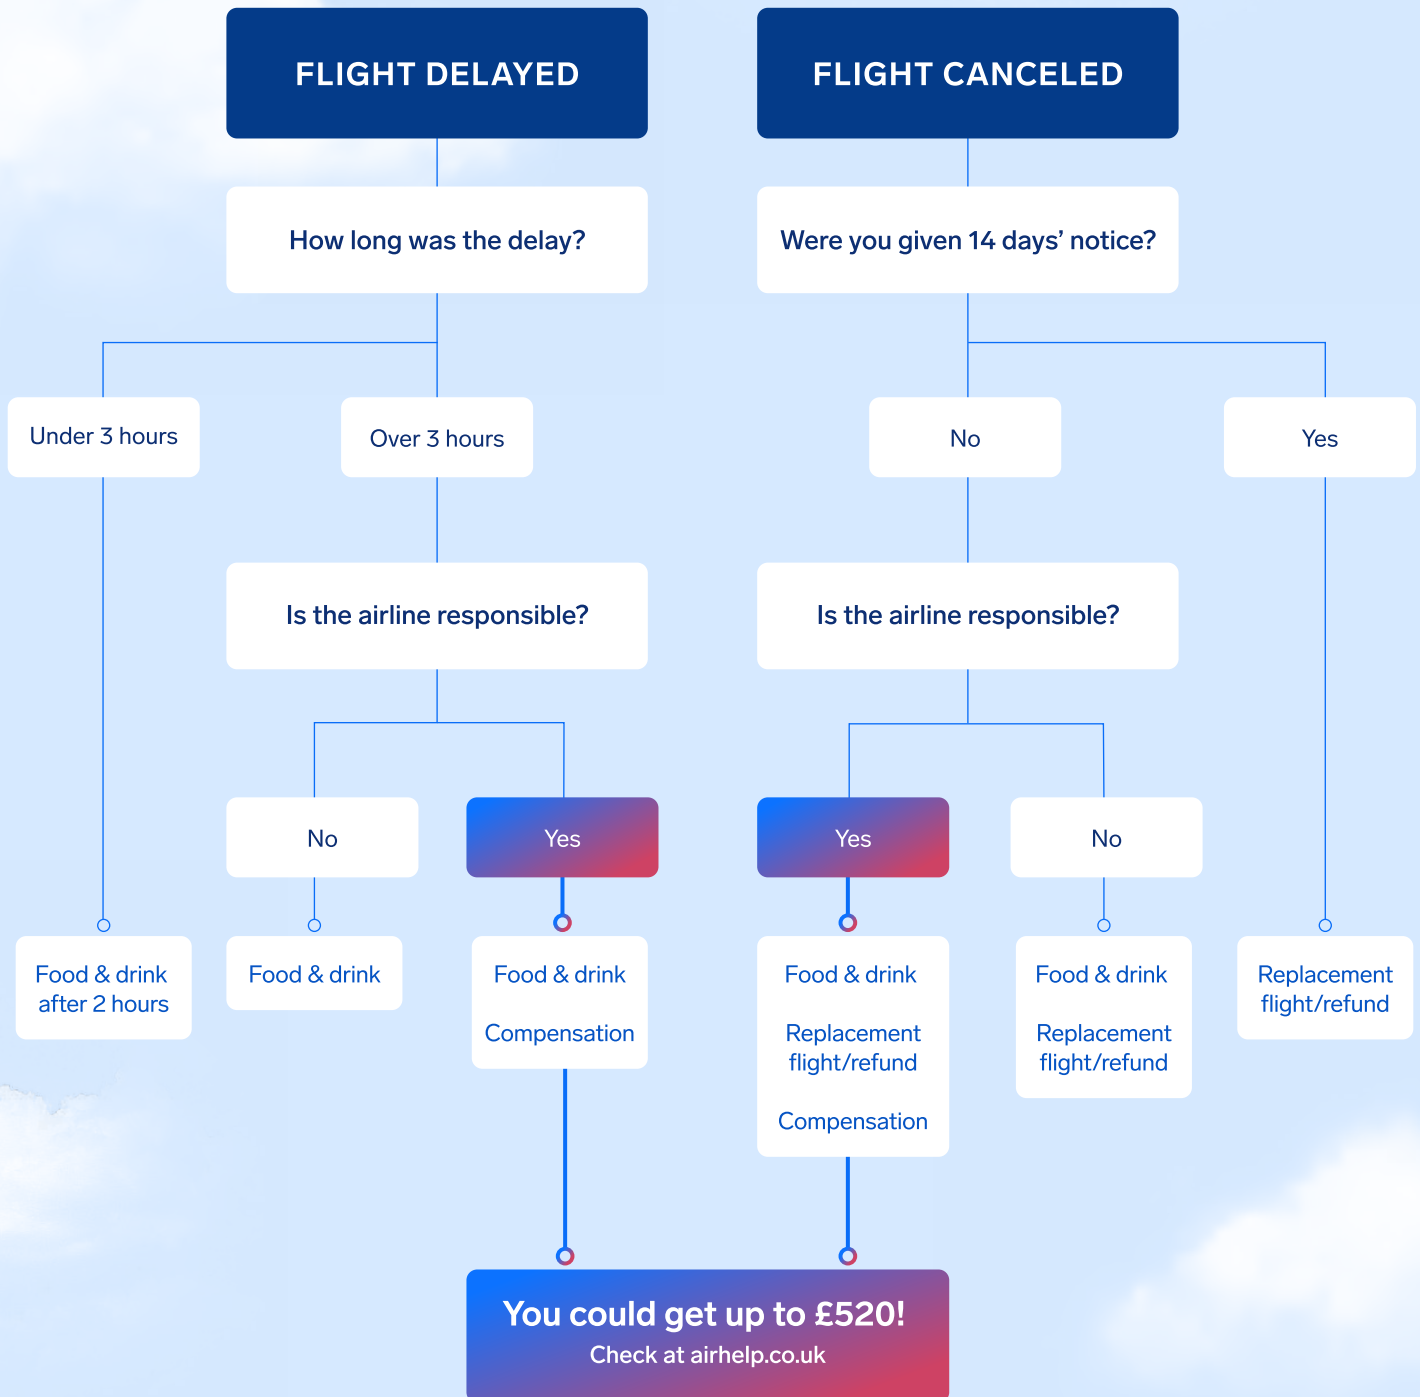 FLIGHT DELAYED
FLIGHT CANCELED
How long was the delay?
Were you given 14 days’ notice?
Under 3 hours
Over 3 hours
No
Yes
Is the airline responsible?
Is the airline responsible?
No
Yes
Yes
No
Food & drink
after 2 hours
Food & drink
Food & drink
Compensation
Food & drink
Replacement
flight/refund
Compensation
Food & drink
Replacement
flight/refund
Replacement
flight/refund
You could get up to £520!
Check at airhelp.co.uk